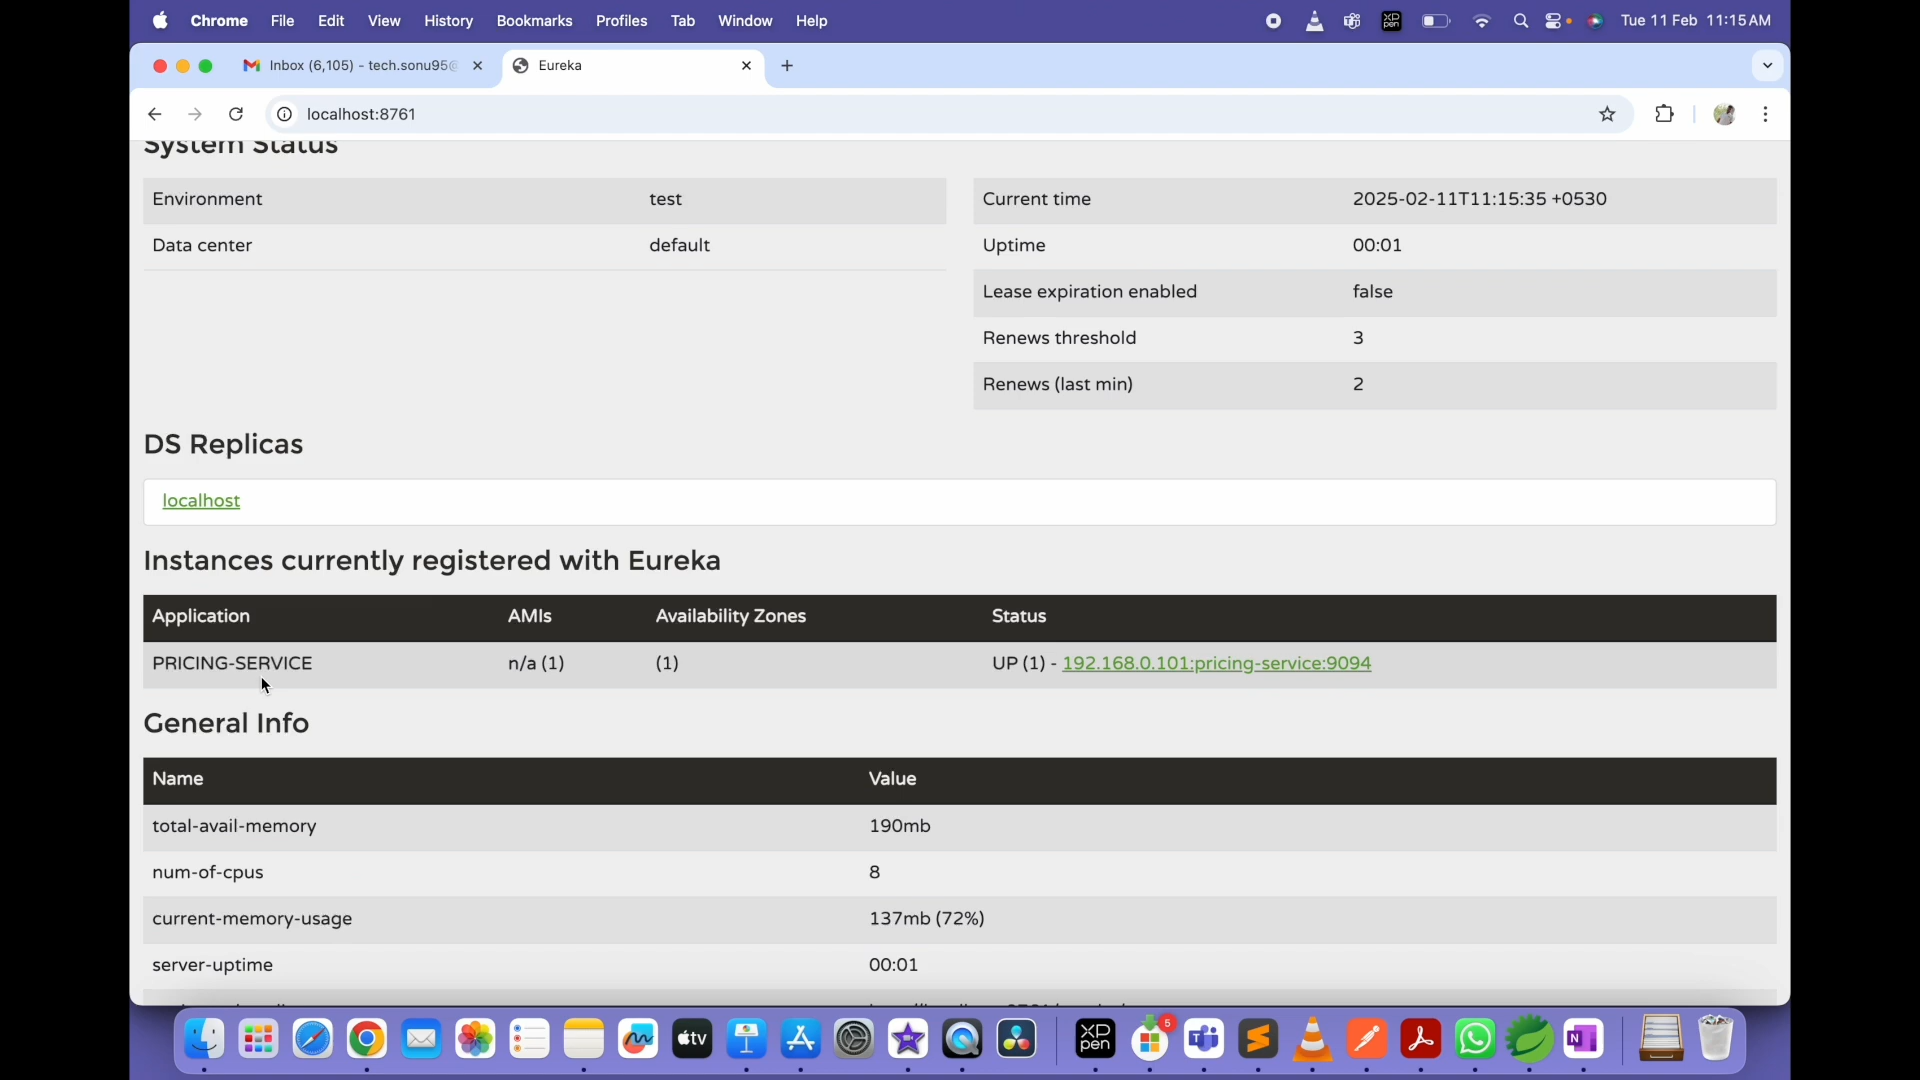 Chrome File Edit View History Bookmarks Profiles Tab Window Help Tue 11 Feb 11:15 AM
Inbox (6,105) - tech.sonu95@ Eureka
localhost:8761
System Status
Environment test
Data center default
Current time 2025-02-11T11:15:35 +0530
Uptime 00:01
Lease expiration enabled false
Renews threshold 3
Renews (last min) 2
DS Replicas
localhost
Instances currently registered with Eureka
Application AMIs Availability Zones Status
PRICING-SERVICE n/a (1) (1) UP (1) - 192.168.0.101:pricing-service:9094
General Info
Name Value
total-avail-memory 190mb
num-of-cpus 8
current-memory-usage 137mb (72%)
server-uptime 00:01
tv XP pen 5 N